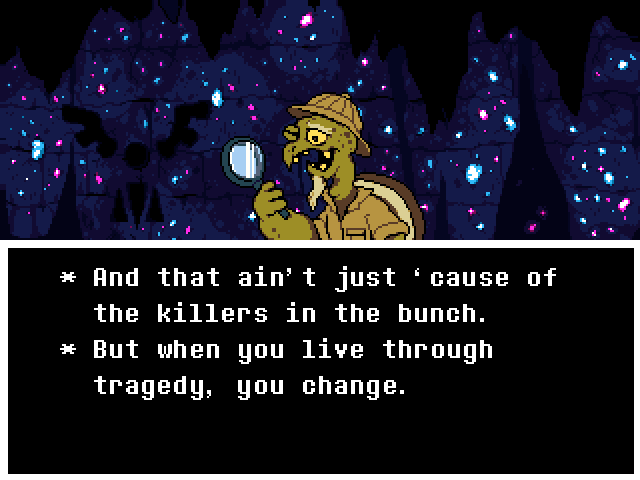 * And that ain't just ‘cause of
the killers in the bunch.
* But when you live through
tragedy, you change.